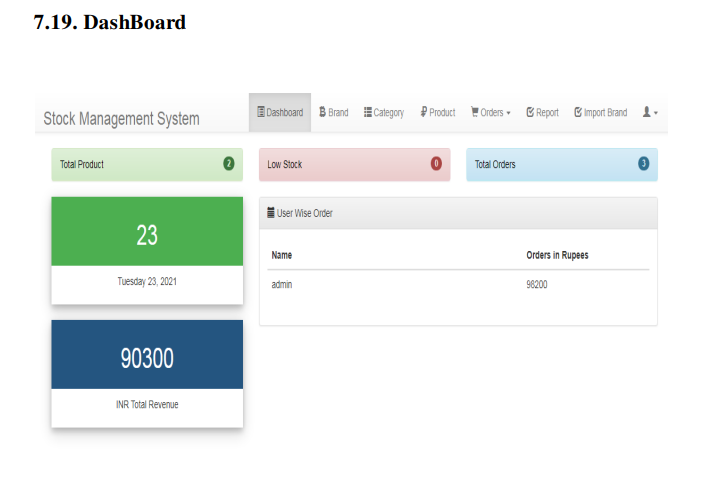 7.19. DashBoard
Stock Management System
Dashboard Brand Category Product Orders Report Import Brand
Total Product 2
Low Stock 0
Total Orders 3
23
Tuesday 23, 2021
User Wise Order
Name Orders in Rupees
admin 96200
90300
INR Total Revenue